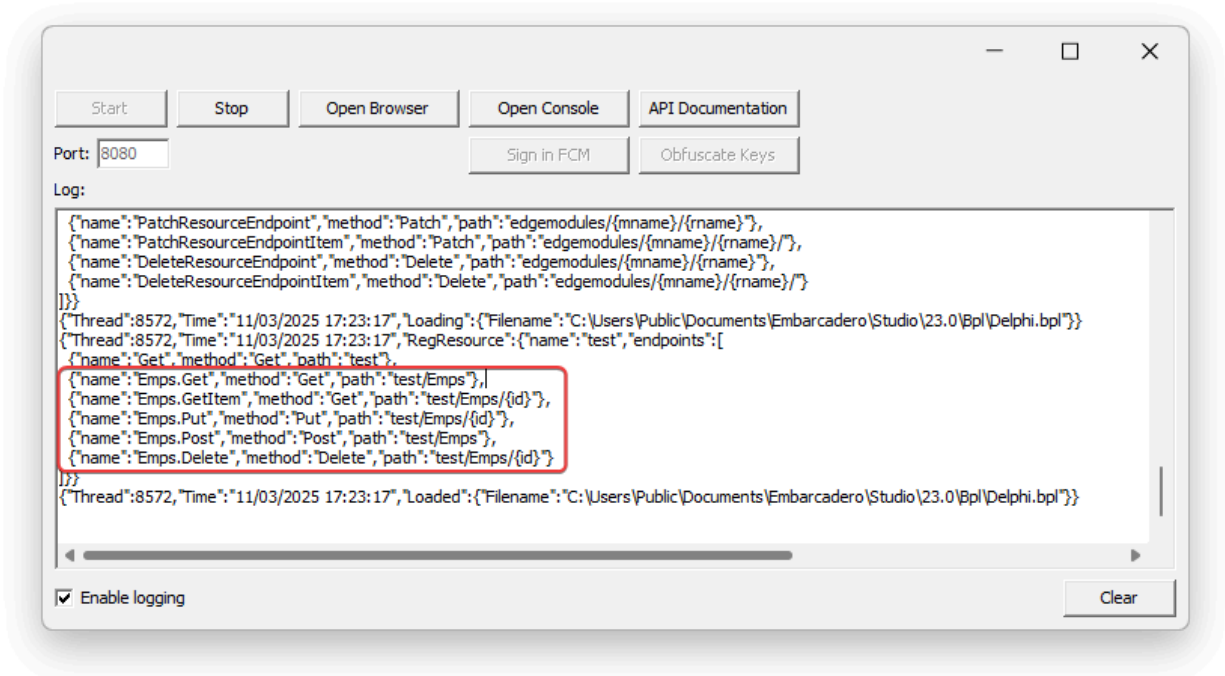 Start Stop Open Browser Open Console API Documentation
Port: 8080 Sign in FCM Obfuscate Keys
Log:
{"name":"PatchResourceEndpoint","method":"Patch","path":"edgemodules/{mname}/{rname}"},
{"name":"PatchResourceEndpointItem","method":"Patch","path":"edgemodules/{mname}/{rname}/"},
{"name":"DeleteResourceEndpoint","method":"Delete","path":"edgemodules/{mname}/{rname}"},
{"name":"DeleteResourceEndpointItem","method":"Delete","path":"edgemodules/{mname}/{rname}/"}
]}}
{"Thread":8572,"Time":"11/03/2025 17:23:17","Loading":{"Filename":"C:\Users\Public\Documents\Embarcadero\Studio\23.0\Bpl\Delphi.bpl"}}
{"Thread":8572,"Time":"11/03/2025 17:23:17","RegResource":{"name":"test","endpoints":[
{"name":"Get","method":"Get","path":"test"},
{"name":"Emps.Get","method":"Get","path":"test/Emps"},
{"name":"Emps.GetItem","method":"Get","path":"test/Emps/{id}"},
{"name":"Emps.Put","method":"Put","path":"test/Emps/{id}"},
{"name":"Emps.Post","method":"Post","path":"test/Emps"},
{"name":"Emps.Delete","method":"Delete","path":"test/Emps/{id}"}
]}}
{"Thread":8572,"Time":"11/03/2025 17:23:17","Loaded":{"Filename":"C:\Users\Public\Documents\Embarcadero\Studio\23.0\Bpl\Delphi.bpl"}}
Enable logging Clear